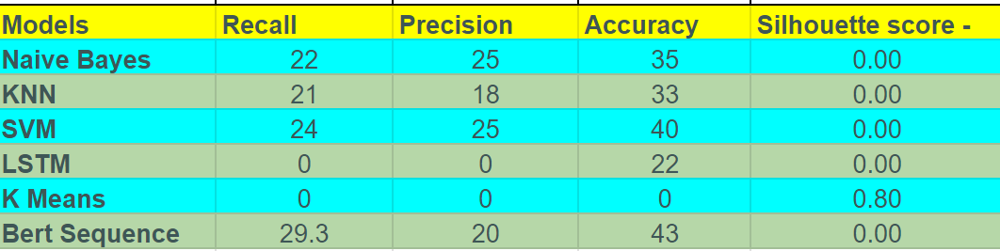 Models Recall Precision Accuracy Silhouette score -
Naive Bayes 22 25 35 0.00
KNN 21 18 33 0.00
SVM 24 25 40 0.00
LSTM 0 0 22 0.00
K Means 0 0 0 0.80
Bert Sequence 29.3 20 43 0.00